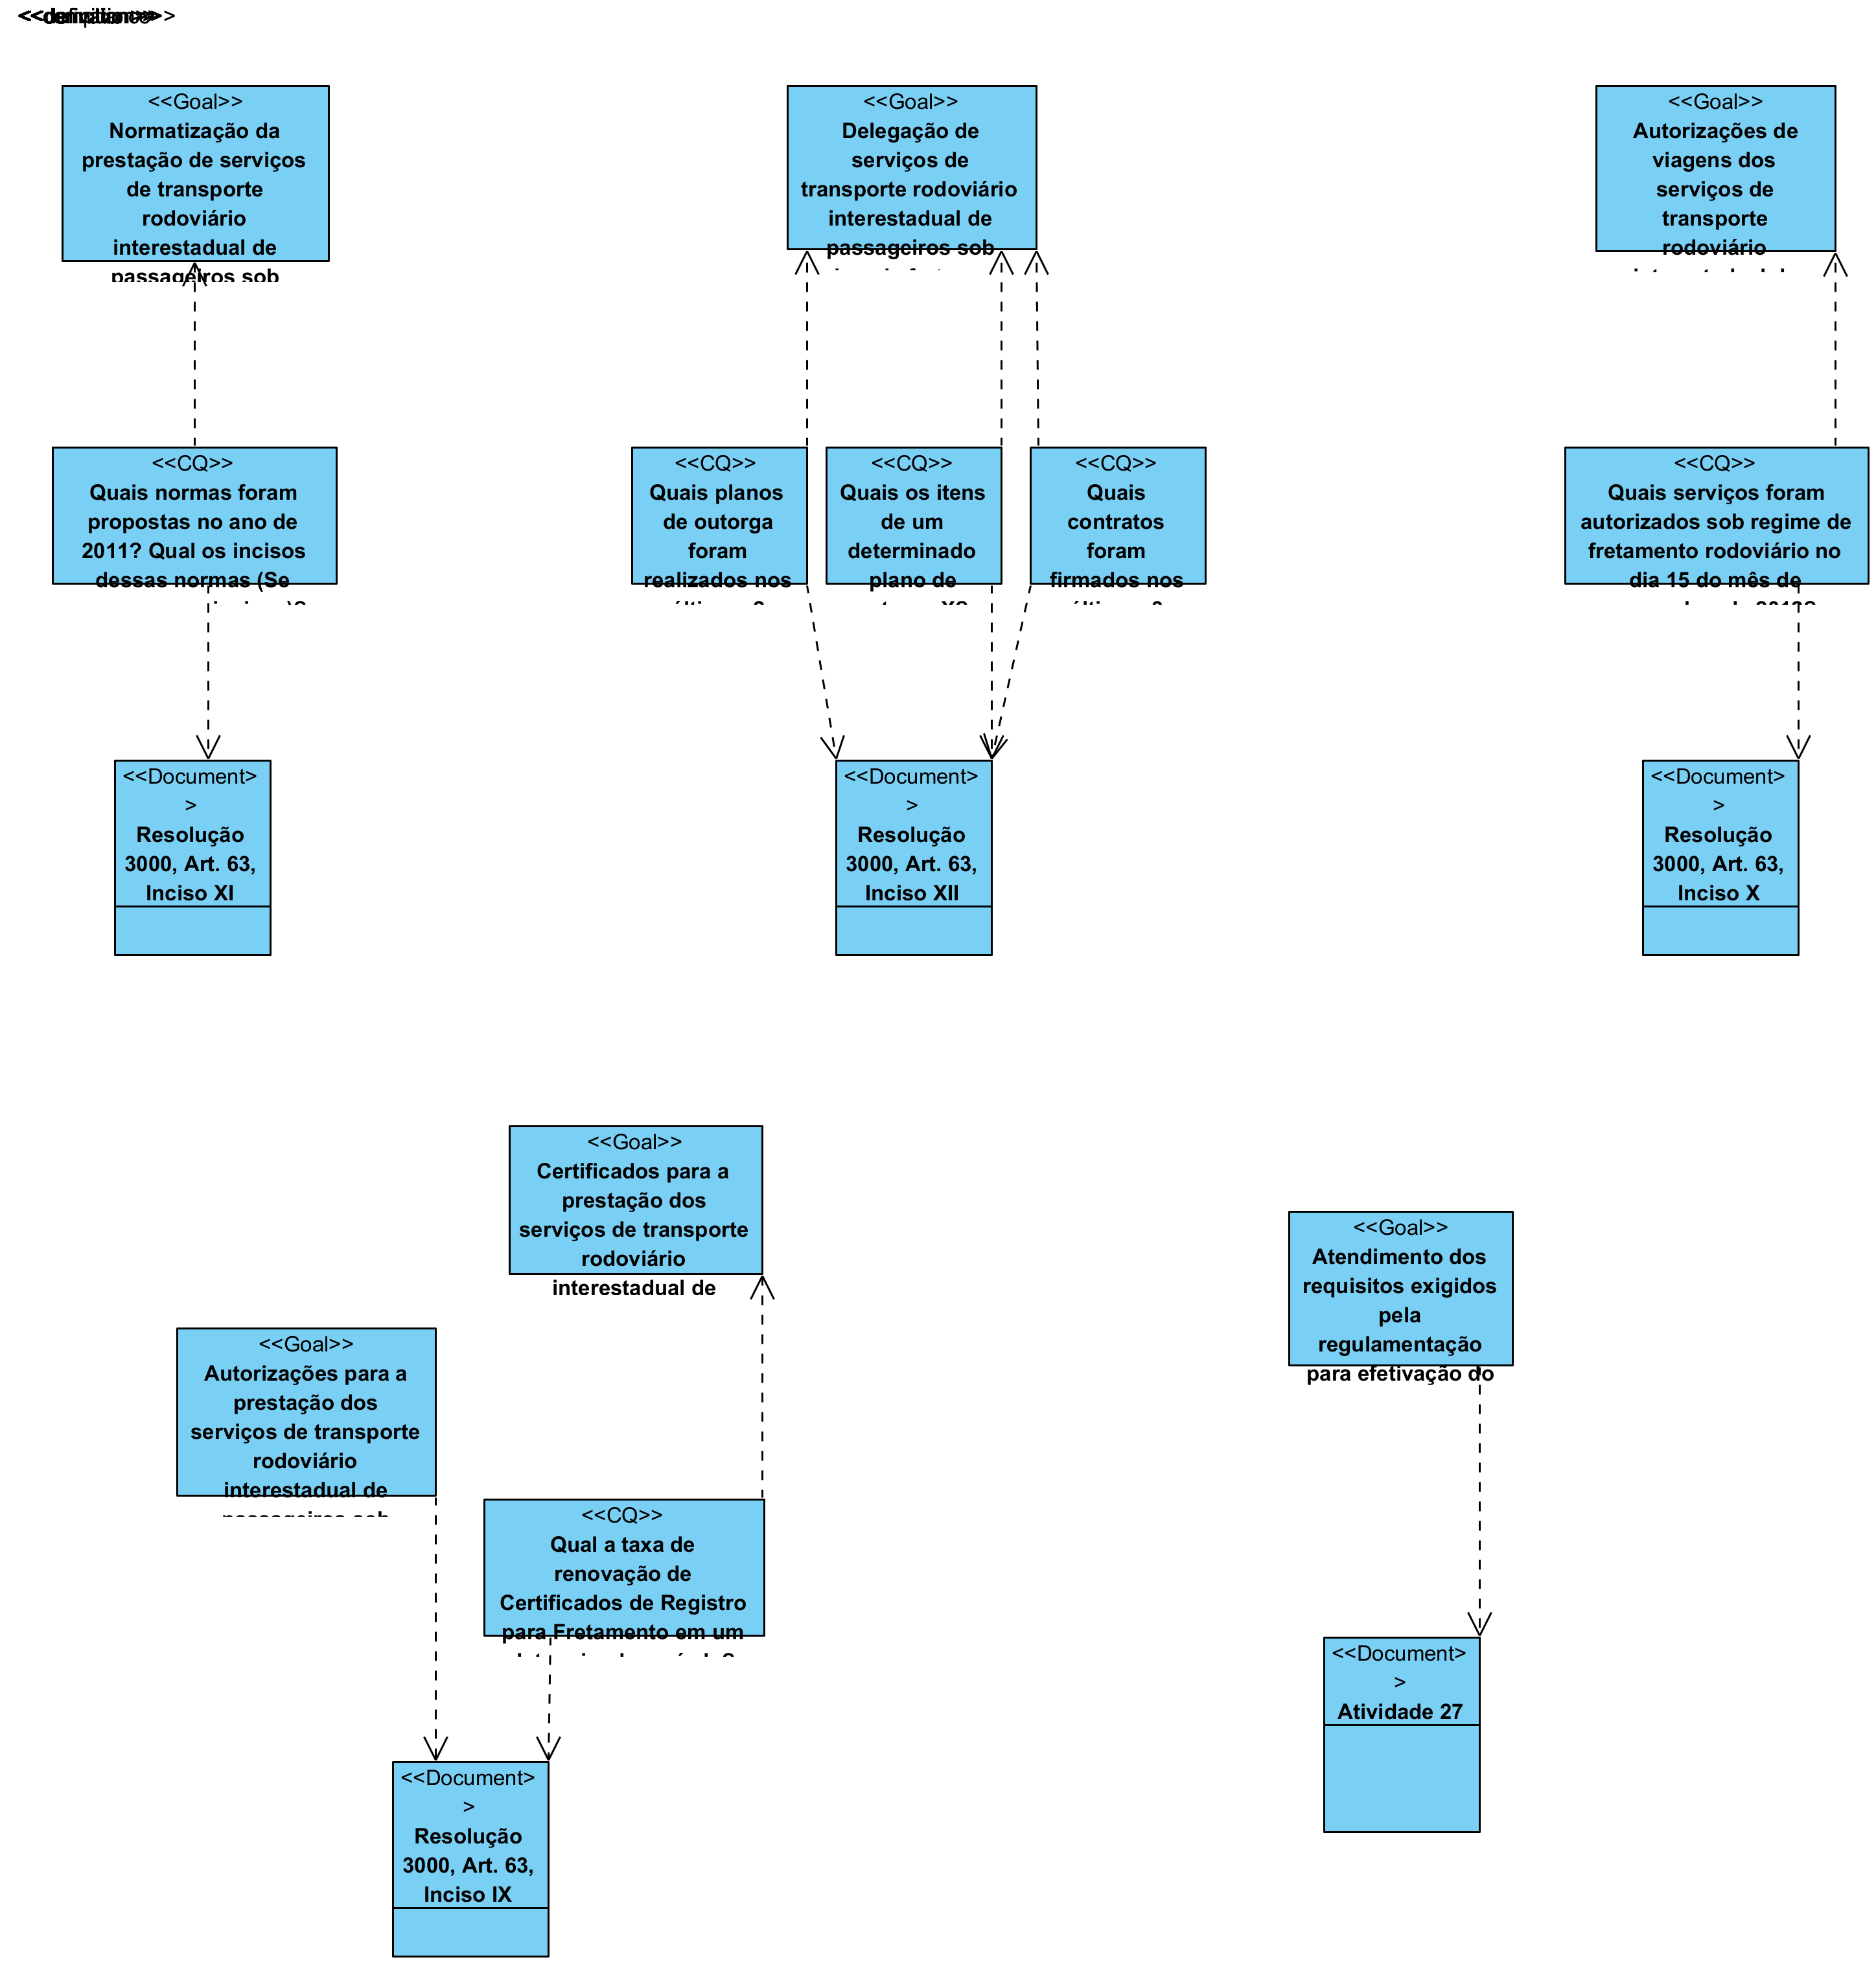 <<Goal>>
Normatização da
prestação de serviços
de transporte
rodoviário
interestadual de
passageiros sob
<<Goal>>
Delegação de
serviços de
transporte rodoviário
interestadual de
passageiros sob
<<Goal>>
Autorizações de
viagens dos
serviços de
transporte
rodoviário
<<CQ>>
Quais normas foram
propostas no ano de
2011? Qual os incisos
dessas normas (Se
<<CQ>>
Quais planos
de outorga
foram
realizados nos
<<CQ>>
Quais os itens
de um
determinado
plano de
<<CQ>>
Quais
contratos
foram
firmados nos
<<CQ>>
Quais serviços foram
autorizados sob regime de
fretamento rodoviário no
dia 15 do mês de
<<Document>
>
Resolução
3000, Art. 63,
Inciso XI
<<Document>
>
Resolução
3000, Art. 63,
Inciso XII
<<Document>
>
Resolução
3000, Art. 63,
Inciso X
<<Goal>>
Certificados para a
prestação dos
serviços de transporte
rodoviário
interestadual de
<<Goal>>
Atendimento dos
requisitos exigidos
pela
regulamentação
para efetivação do
<<Goal>>
Autorizações para a
prestação dos
serviços de transporte
rodoviário
interestadual de
<<CQ>>
Qual a taxa de
renovação de
Certificados de Registro
para Fretamento em um
<<Document>
>
Atividade 27
<<Document>
>
Resolução
3000, Art. 63,
Inciso IX